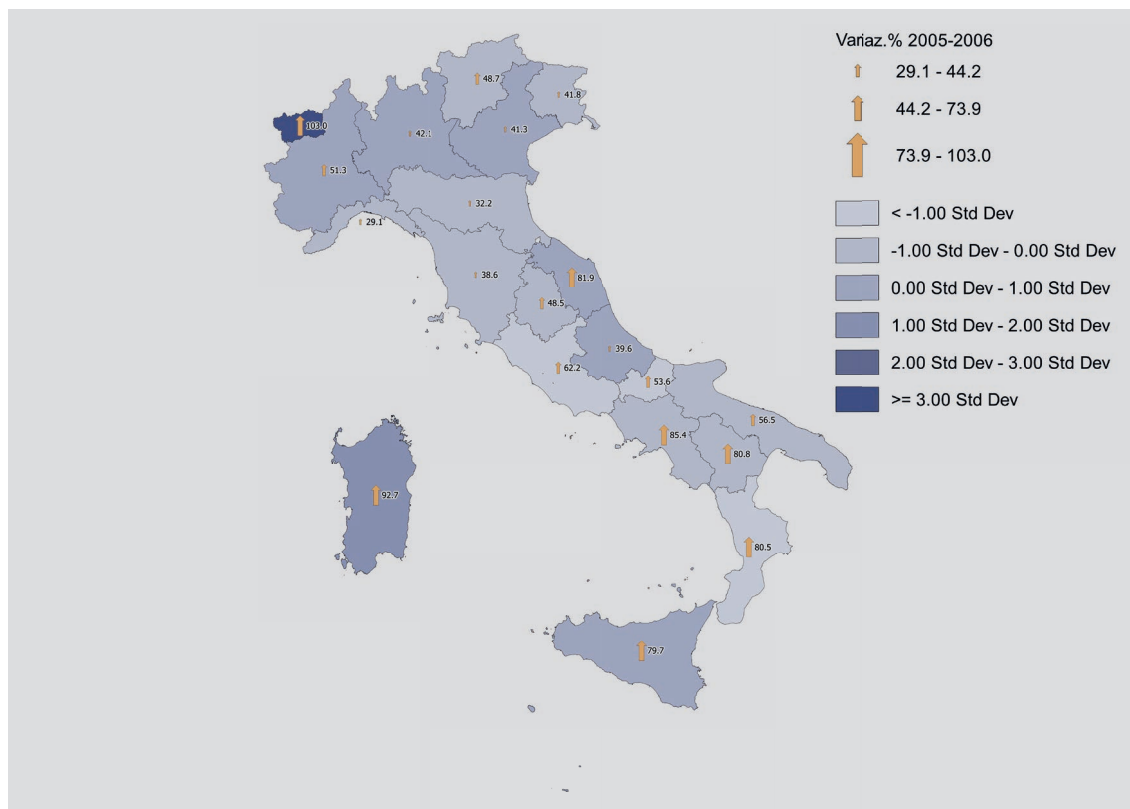 Variaz.% 2005-2006
29.1 - 44.2
44.2 - 73.9
73.9 - 103.0
< -1.00 Std Dev
-1.00 Std Dev - 0.00 Std Dev
0.00 Std Dev - 1.00 Std Dev
1.00 Std Dev - 2.00 Std Dev
2.00 Std Dev - 3.00 Std Dev
>= 3.00 Std Dev
48.7
41.8
103.0
42.1
41.3
51.3
32.2
29.1
38.6
81.9
48.5
39.6
62.2
53.6
56.5
85.4
80.8
92.7
80.5
79.7